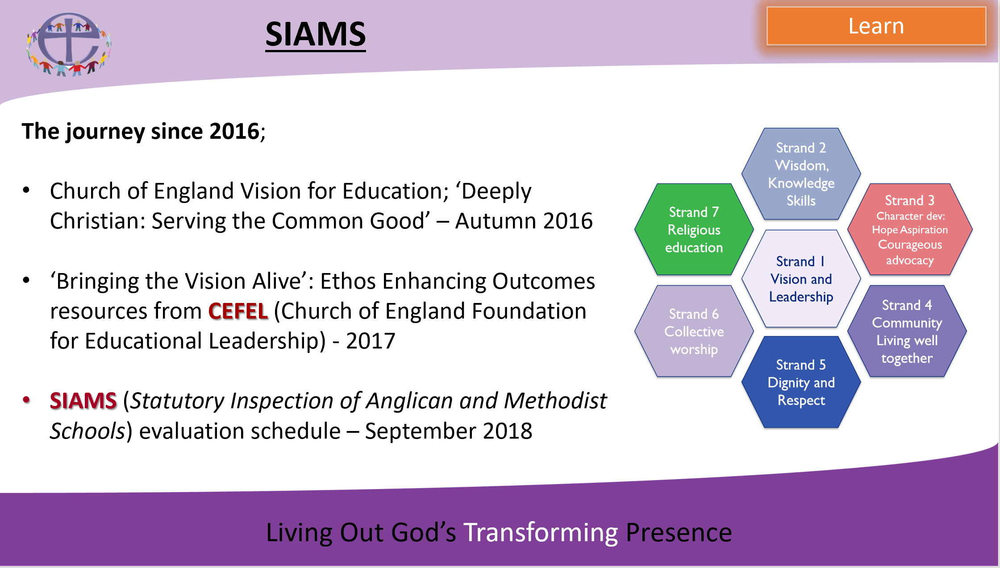 SIAMS
Learn
The journey since 2016;
• Church of England Vision for Education; ‘Deeply
Christian: Serving the Common Good’ – Autumn 2016
• ‘Bringing the Vision Alive’: Ethos Enhancing Outcomes
resources from CEFEL (Church of England Foundation
for Educational Leadership) - 2017
• SIAMS (Statutory Inspection of Anglican and Methodist
Schools) evaluation schedule – September 2018
Strand 1
Vision and
Leadership
Strand 2
Wisdom,
Knowledge
Skills
Strand 3
Character dev:
Hope Aspiration
Courageous
advocacy
Strand 4
Community
Living well
together
Strand 5
Dignity and
Respect
Strand 6
Collective
worship
Strand 7
Religious
education
Living Out God’s Transforming Presence